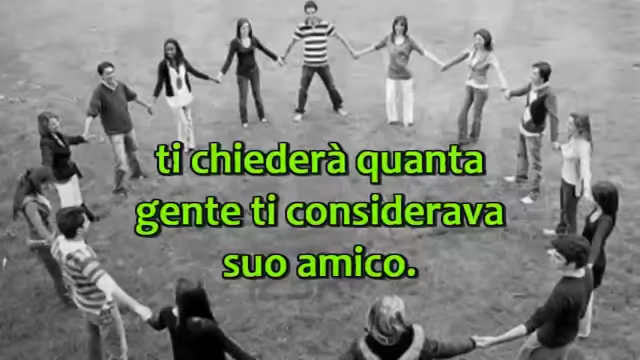 ti chiederà quanta
gente ti considerava
suo amico.